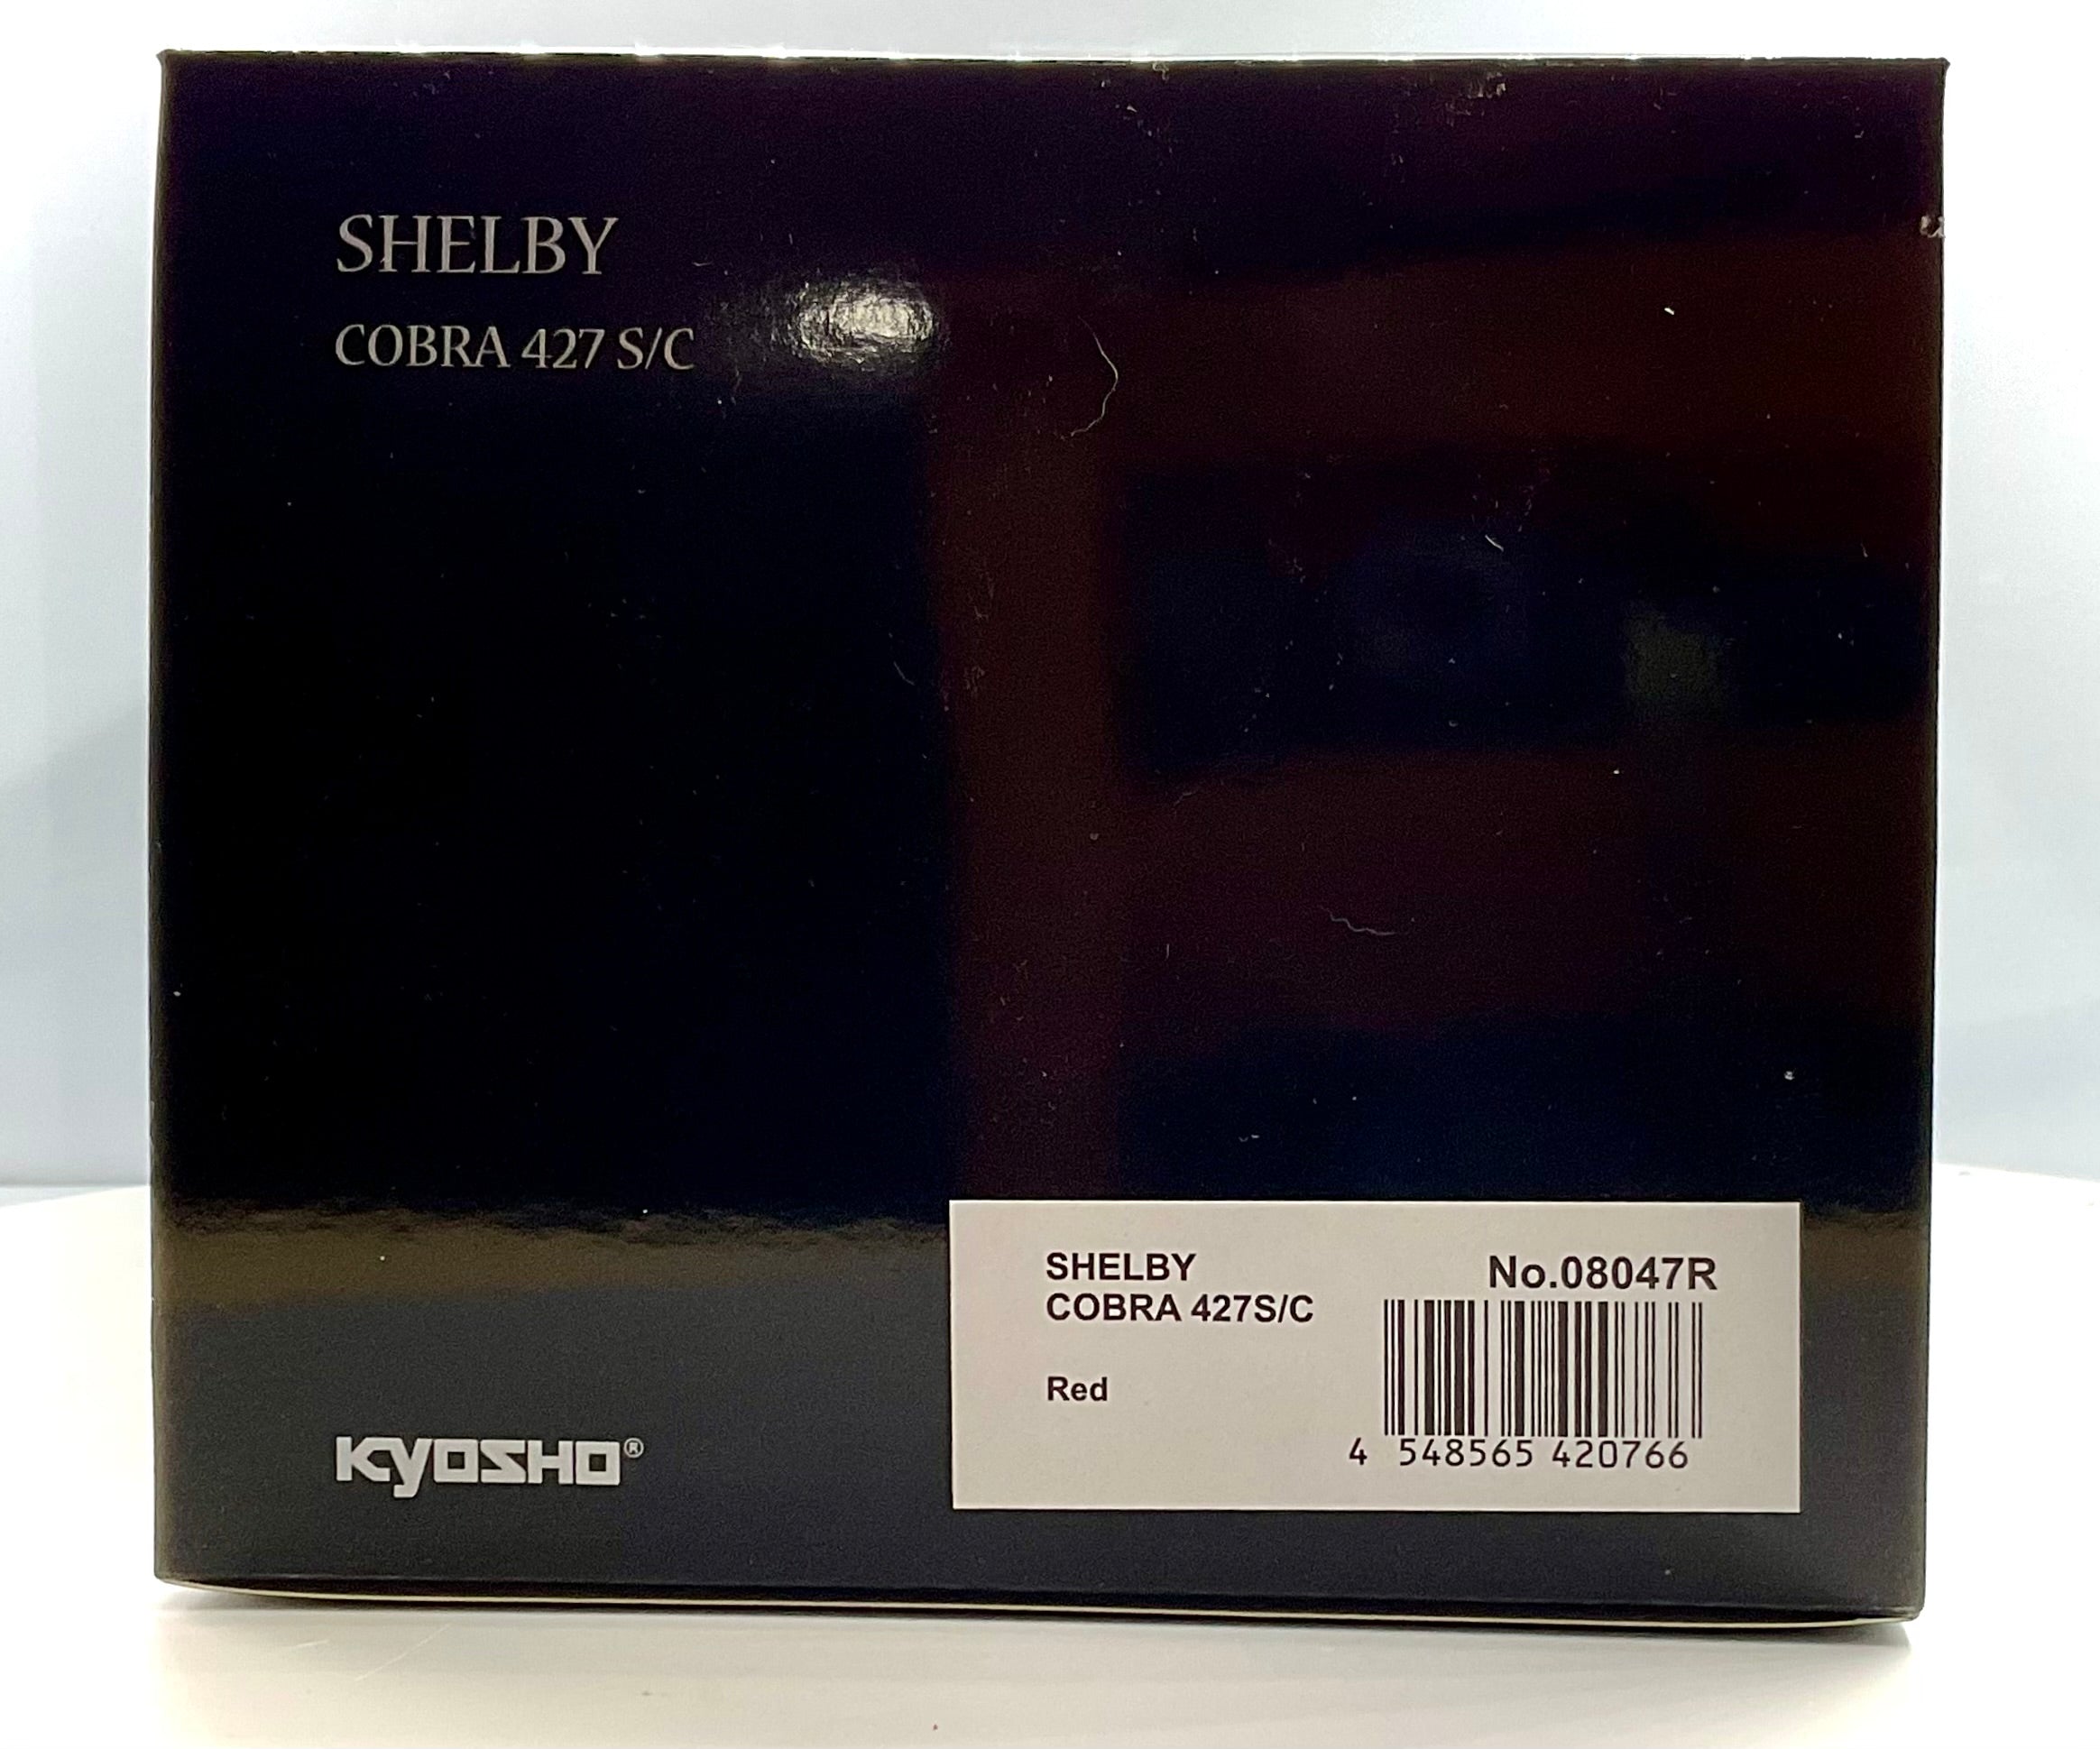 SHELBY
COBRA 427 S/C
SHELBY
COBRA 427S/C
No.08047R
Red
4 548565 420766
KYOSHO®